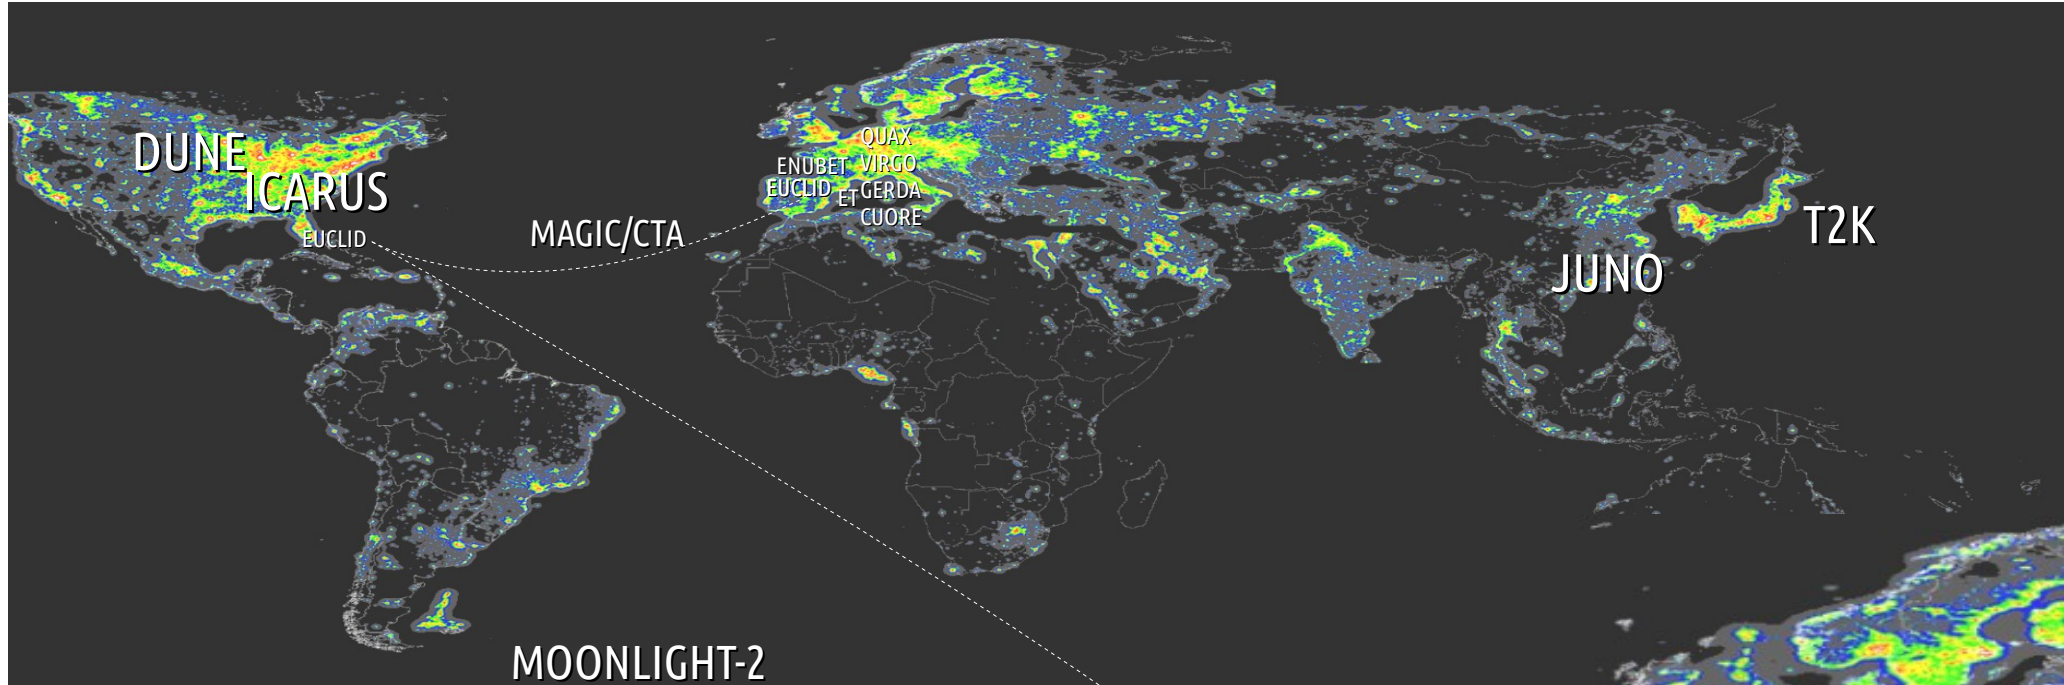 DUNE
ICARUS
EUCLID
MAGIC/CTA
QUAX
ENUBET
VIRGO
EUCLID
ET
GERDA
CUORE
T2K
JUNO
MOONLIGHT-2